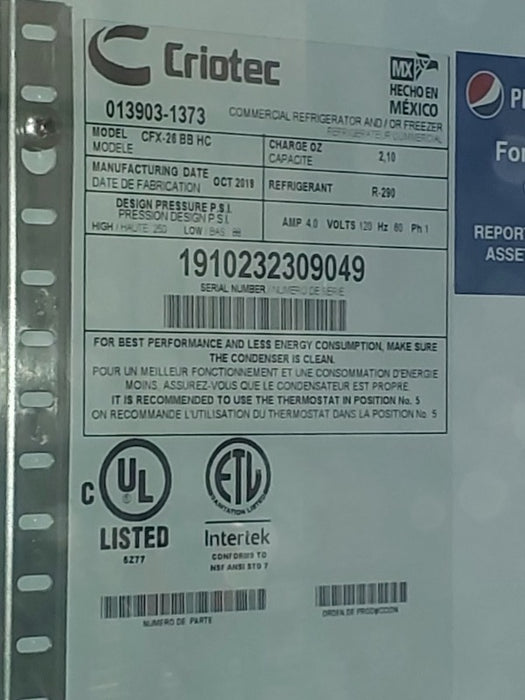 Criotec
MX
HECHO EN
MÉXICO
013903-1373
COMMERCIAL REFRIGERATOR AND / OR FREEZER
MODEL CFX-26 BB HC
MODELE
CHARGE OZ 2,10
CAPACITE
MANUFACTURING DATE
DATE DE FABRICATION OCT 2019
REFRIGERANT R-290
DESIGN PRESSURE P.S.I.
PRESSION DESIGN P.S.I.
HIGH / HAUTE 250 LOW / BAS 88
AMP 4.0 VOLTS 120 Hz 60 Ph 1
1910232309049
SERIAL NUMBER / NUMERO DE SERIE
FOR BEST PERFORMANCE AND LESS ENERGY CONSUMPTION, MAKE SURE
THE CONDENSER IS CLEAN.
POUR UN MEILLEUR FONCTIONNEMENT ET UNE CONSOMMATION D'ENERGIE
MOINS. ASSUREZ-VOUS QUE LE CONDENSATEUR EST PROPRE.
IT IS RECOMMENDED TO USE THE THERMOSTAT IN POSITION No. 5
ON RECOMMANDE L'UTILISATION DU THERMOSTAT DANS LA POSITION No. 5
C UL
LISTED
6Z77
ETL
SANITATION LISTED
Intertek
CONFORMS TO
NSF ANSI STD 7
NUMERO DE PARTE
ORDEN DE PRODUCCION
For
REPOR
ASSE